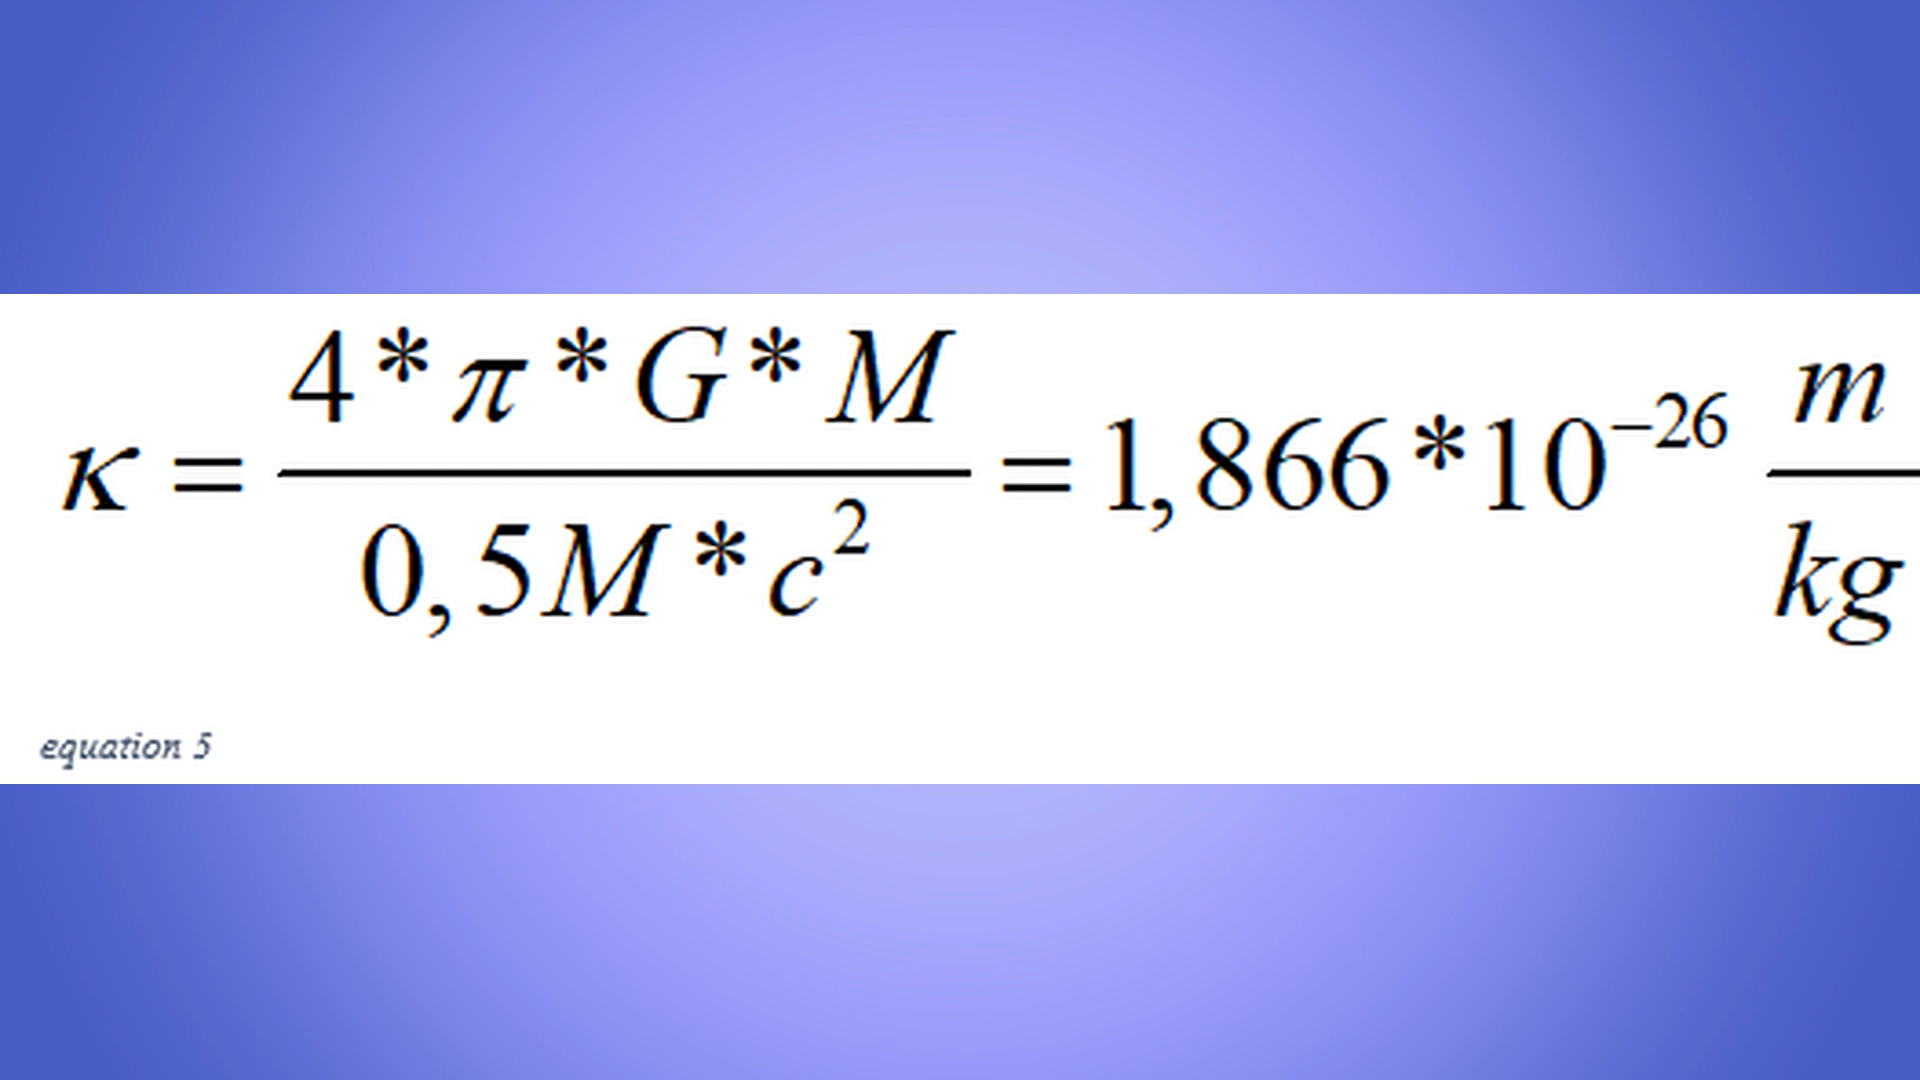 κ = 4 * π * G * M / 0,5M * c² = 1,866 * 10⁻²⁶ m / kg
equation 5